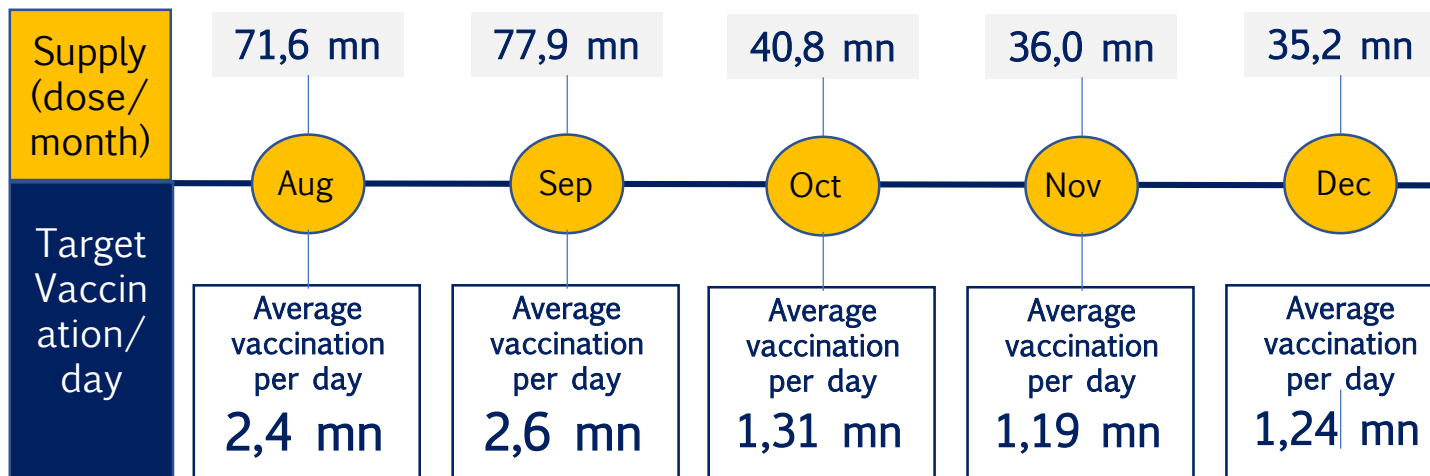 Supply
(dose/
month)
71,6 mn
77,9 mn
40,8 mn
36,0 mn
35,2 mn
Aug
Sep
Oct
Nov
Dec
Target
Vaccin
ation/
day
Average
vaccination
per day
2,4 mn
Average
vaccination
per day
2,6 mn
Average
vaccination
per day
1,31 mn
Average
vaccination
per day
1,19 mn
Average
vaccination
per day
1,24 mn